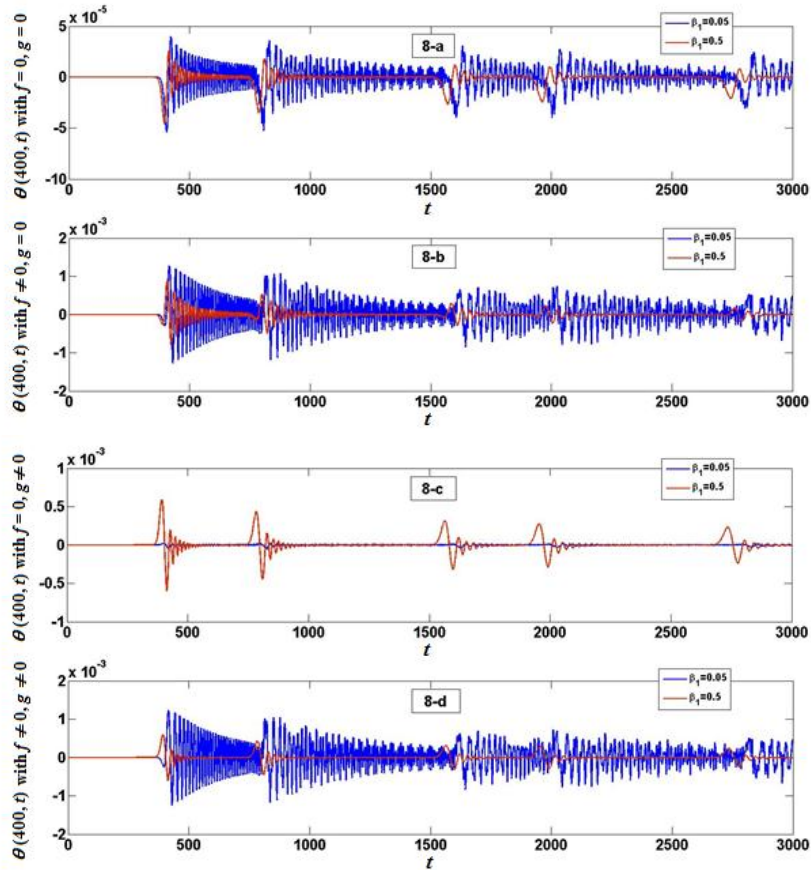 x 10⁻⁵
5
0
-5
-10
θ (400, t) with f = 0, g = 0
8-a
β₁=0.05
β₁=0.5
0 500 1000 1500 2000 2500 3000
t
x 10⁻³
2
1
0
-1
-2
θ (400, t) with f ≠ 0, g = 0
8-b
β₁=0.05
β₁=0.5
0 500 1000 1500 2000 2500 3000
t
x 10⁻³
1
0.5
0
-0.5
-1
θ (400, t) with f = 0, g ≠ 0
8-c
β₁=0.05
β₁=0.5
0 500 1000 1500 2000 2500 3000
t
x 10⁻³
2
1
0
-1
-2
θ (400, t) with f ≠ 0, g ≠ 0
8-d
β₁=0.05
β₁=0.5
0 500 1000 1500 2000 2500 3000
t